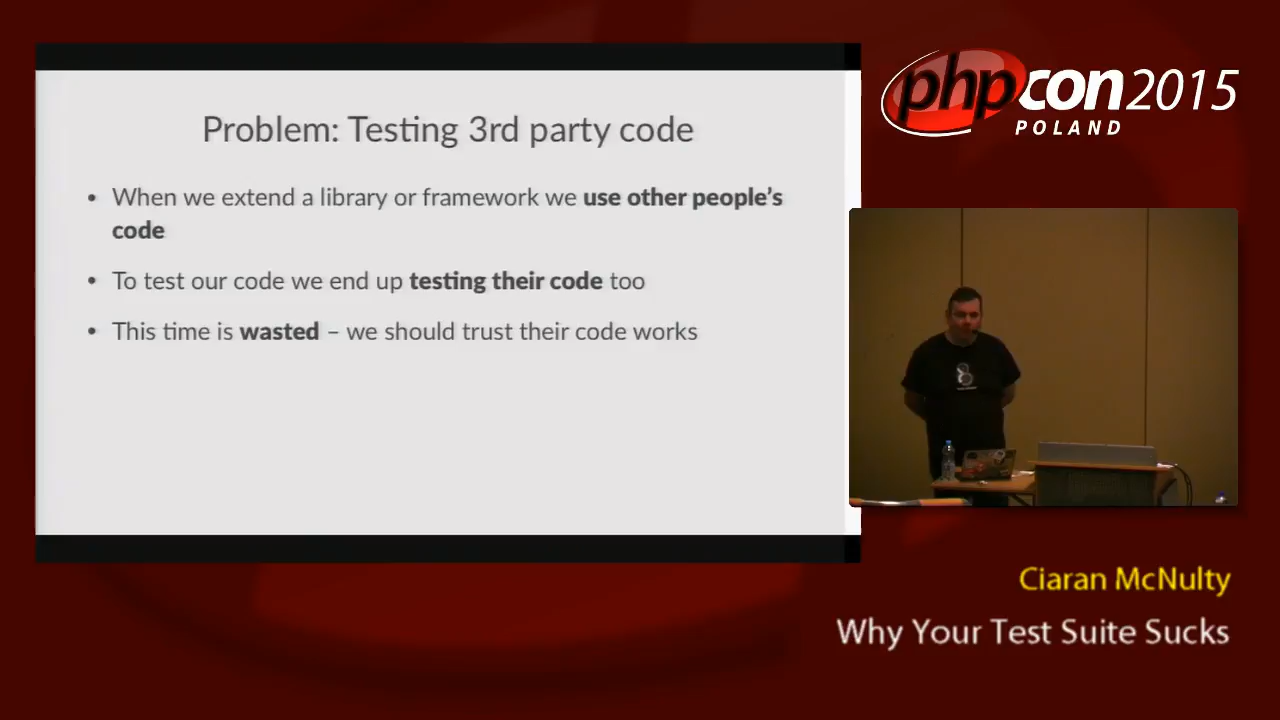 Problem: Testing 3rd party code
• When we extend a library or framework we use other people's
code
• To test our code we end up testing their code too
• This time is wasted – we should trust their code works
phpcon2015
POLAND
Ciaran McNulty
Why Your Test Suite Sucks